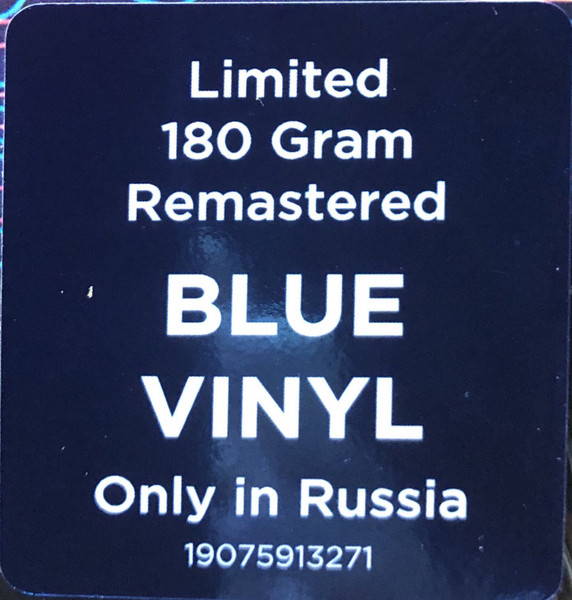 Limited
180 Gram
Remastered
BLUE
VINYL
Only in Russia
19075913271